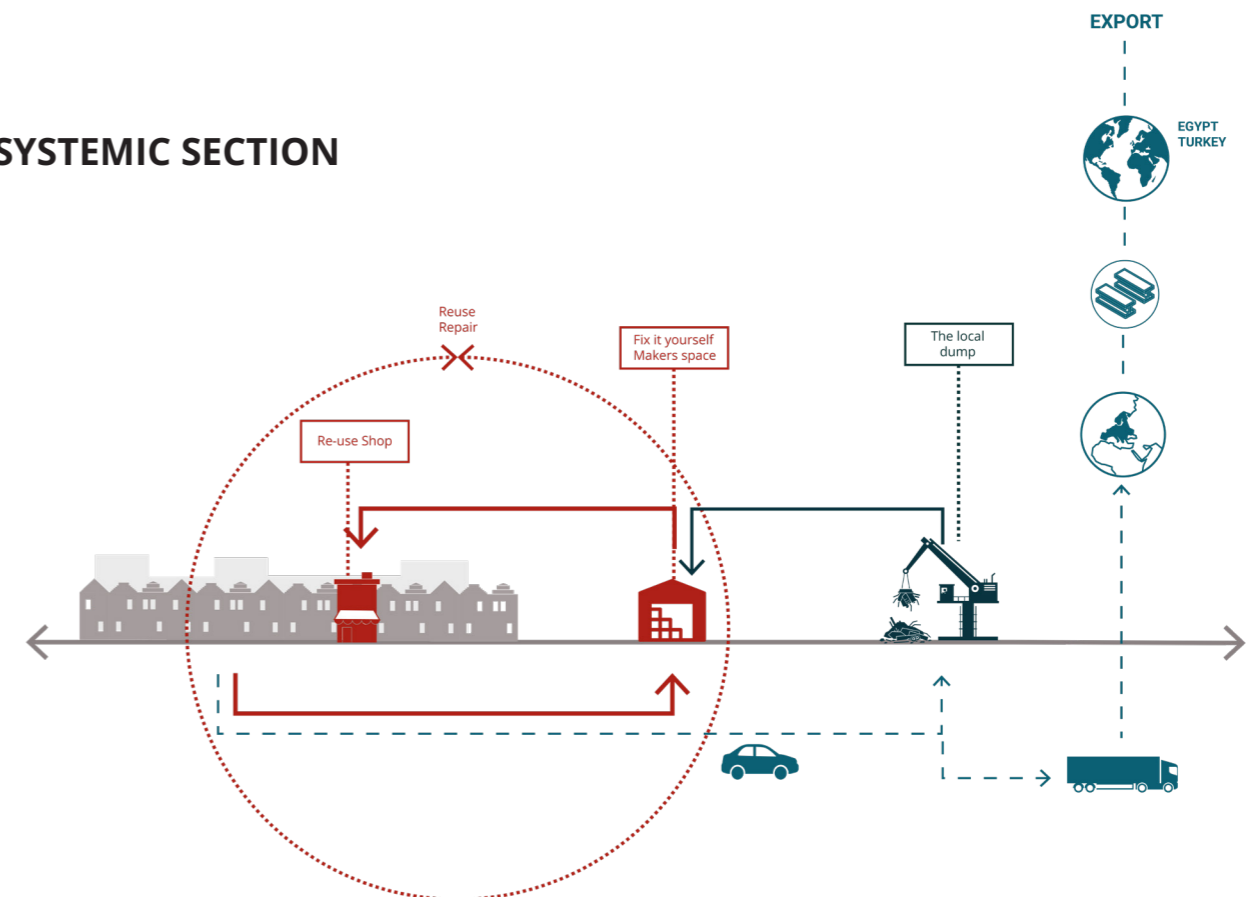 EXPORT
SYSTEMIC SECTION
EGYPT
TURKEY
Reuse
Repair
Fix it yourself
Makers space
The local
dump
Re-use Shop